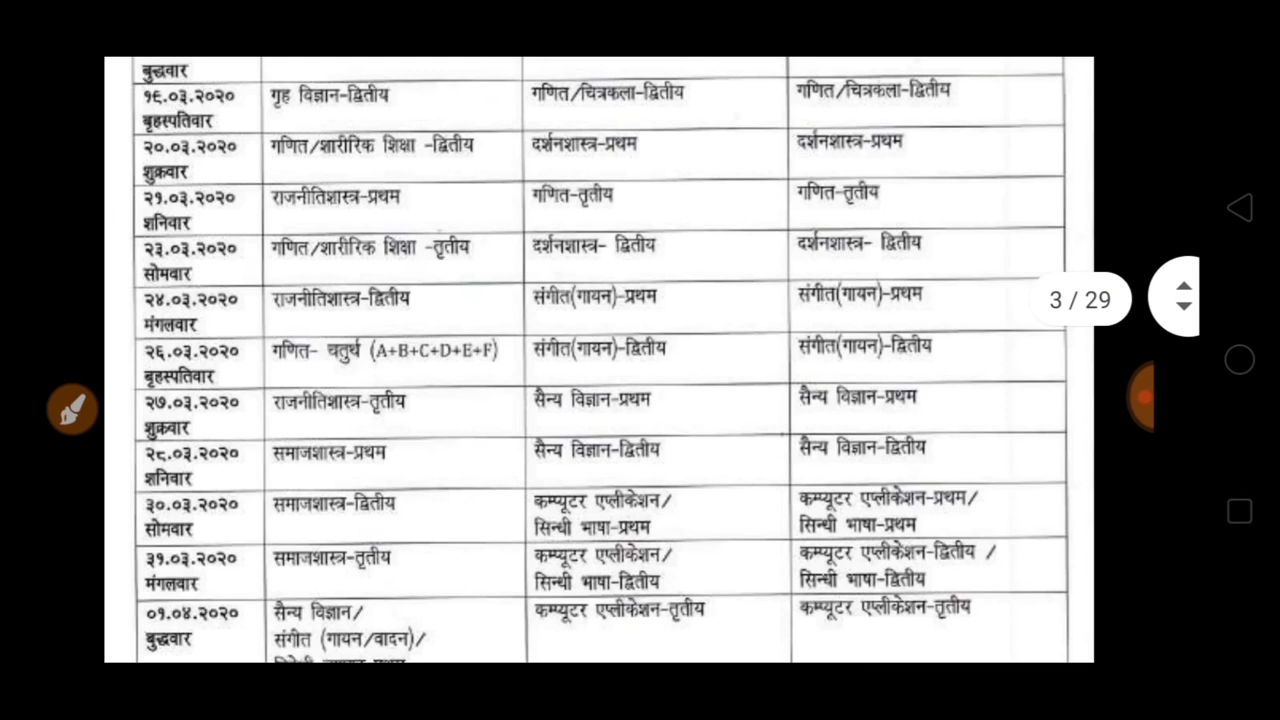 बुद्धवार
१९.०३.२०२० गृह विज्ञान-द्वितीय गणित/चित्रकला-द्वितीय गणित/चित्रकला-द्वितीय
बृहस्पतिवार
२०.०३.२०२० गणित/शारीरिक शिक्षा -द्वितीय दर्शनशास्त्र-प्रथम दर्शनशास्त्र-प्रथम
शुक्रवार
२१.०३.२०२० राजनीतिशास्त्र-प्रथम गणित-तृतीय गणित-तृतीय
शनिवार
२३.०३.२०२० गणित/शारीरिक शिक्षा -तृतीय दर्शनशास्त्र- द्वितीय दर्शनशास्त्र- द्वितीय
सोमवार
२४.०३.२०२० राजनीतिशास्त्र-द्वितीय संगीत(गायन)-प्रथम संगीत(गायन)-प्रथम
3 / 29
मंगलवार
२६.०३.२०२० गणित- चतुर्थ (A+B+C+D+E+F) संगीत(गायन)-द्वितीय संगीत(गायन)-द्वितीय
बृहस्पतिवार
२७.०३.२०२० राजनीतिशास्त्र-तृतीय सैन्य विज्ञान-प्रथम सैन्य विज्ञान-प्रथम
शुक्रवार
२८.०३.२०२० समाजशास्त्र-प्रथम सैन्य विज्ञान-द्वितीय सैन्य विज्ञान-द्वितीय
शनिवार
३०.०३.२०२० समाजशास्त्र-द्वितीय कम्प्यूटर एप्लीकेशन/ कम्प्यूटर एप्लीकेशन-प्रथम/
सोमवार सिन्धी भाषा-प्रथम सिन्धी भाषा-प्रथम
३१.०३.२०२० समाजशास्त्र-तृतीय कम्प्यूटर एप्लीकेशन/ कम्प्यूटर एप्लीकेशन-द्वितीय /
मंगलवार सिन्धी भाषा-द्वितीय सिन्धी भाषा-द्वितीय
०१.०४.२०२० सैन्य विज्ञान/ कम्प्यूटर एप्लीकेशन-तृतीय कम्प्यूटर एप्लीकेशन-तृतीय
बुद्धवार संगीत (गायन/वादन)/